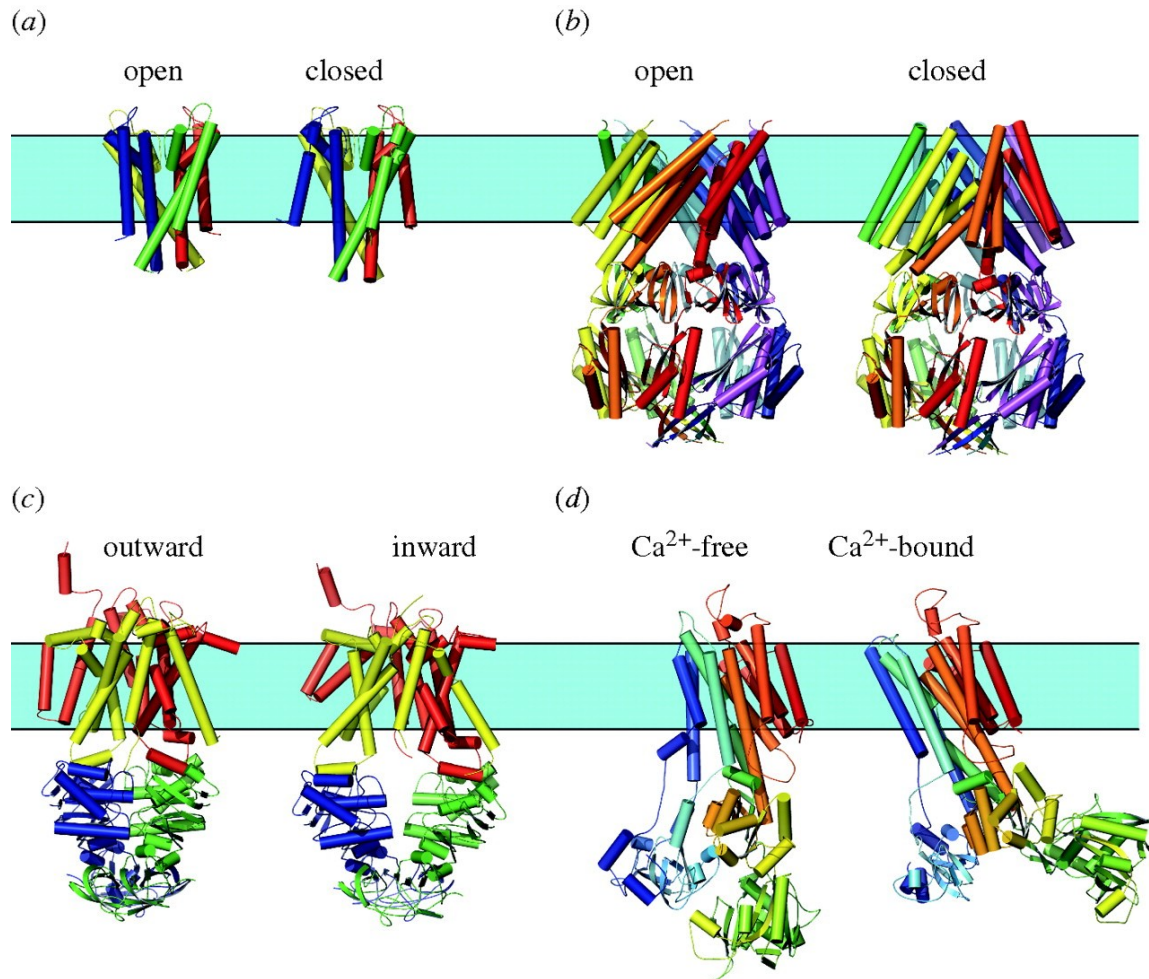 (a)
open closed
(b)
open closed
(c)
outward inward
(d)
Ca²⁺-free Ca²⁺-bound